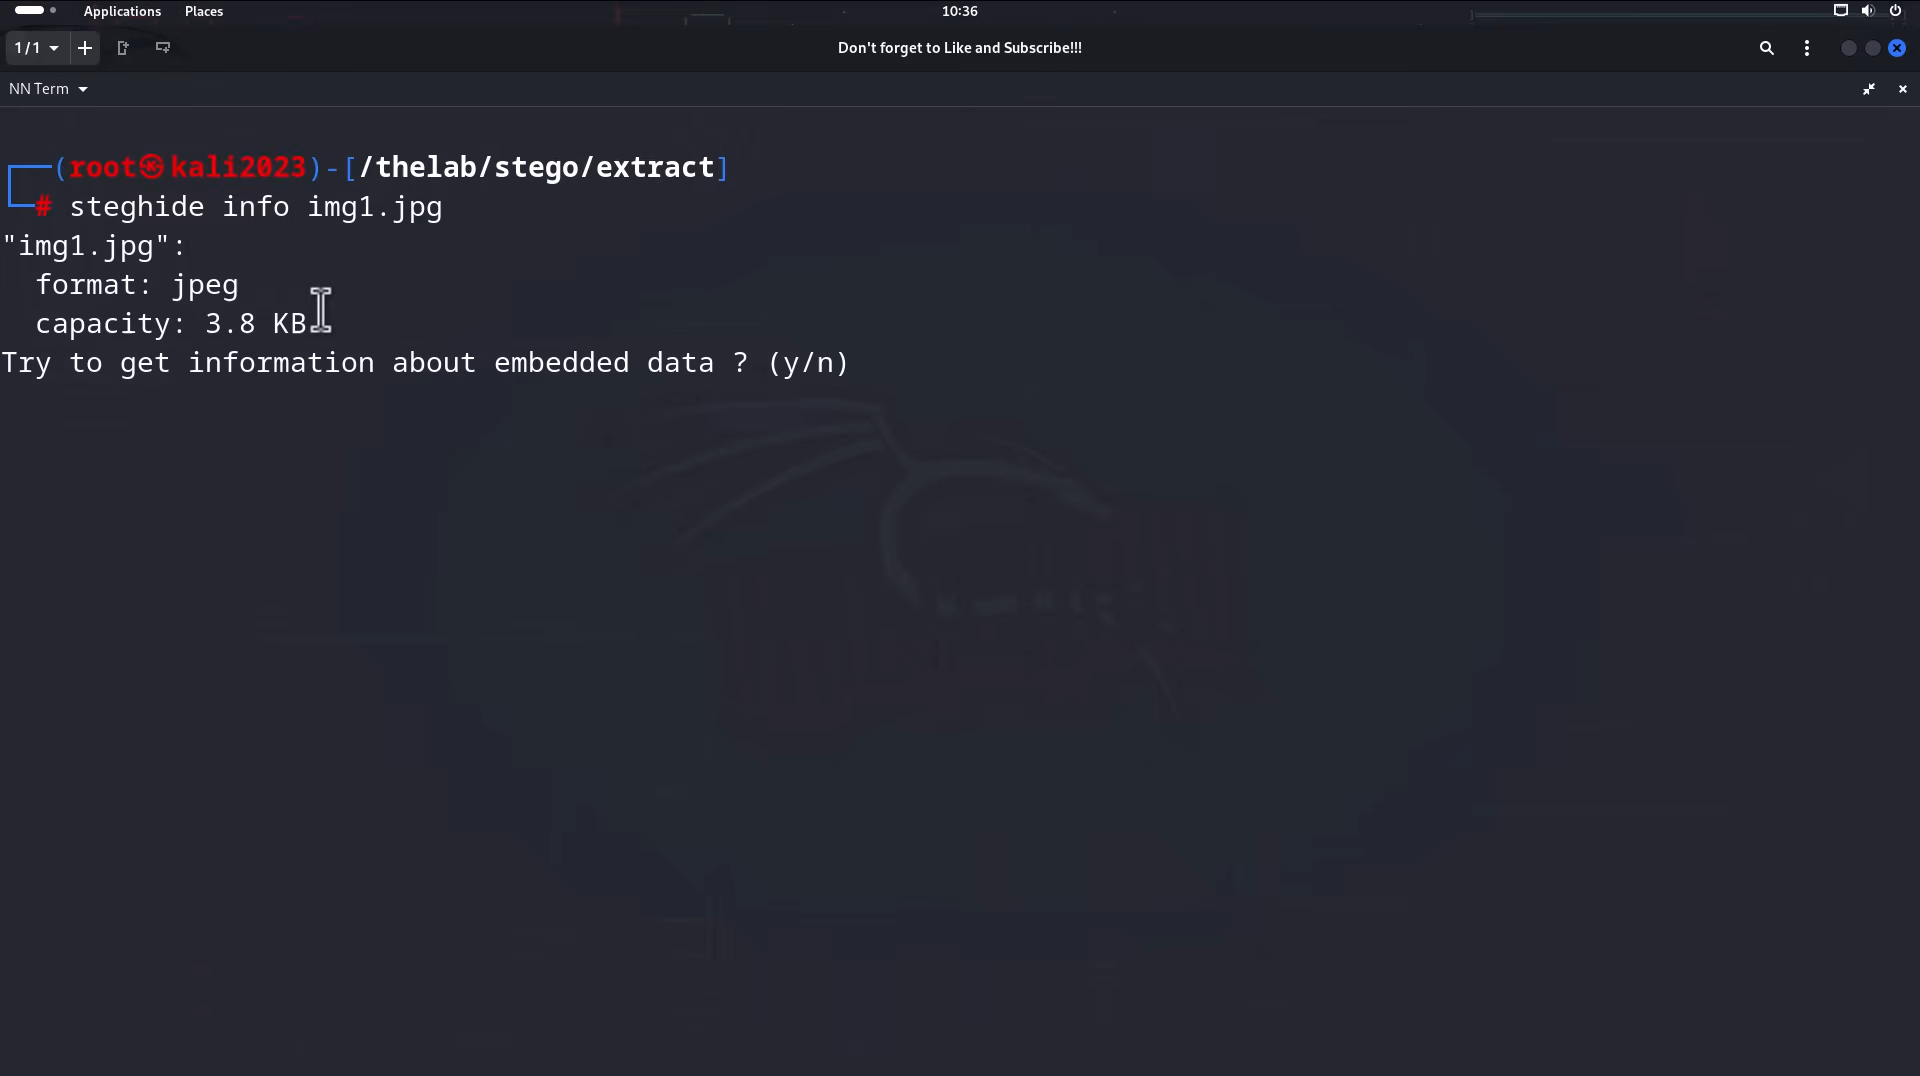 Applications Places 10:36
1/1 Don't forget to Like and Subscribe!!!
NN Term
(root㉿kali2023)-[/thelab/stego/extract]
# steghide info img1.jpg
"img1.jpg":
format: jpeg
capacity: 3.8 KB
Try to get information about embedded data ? (y/n)